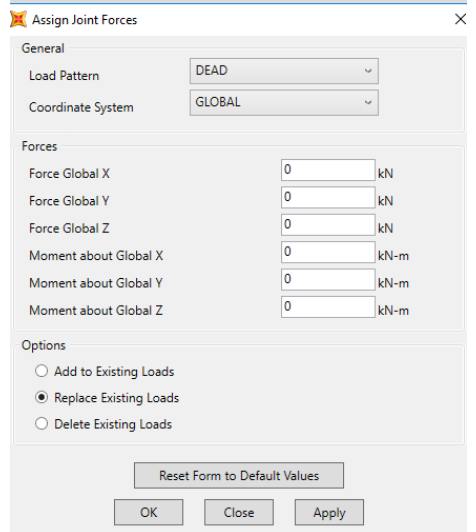 Assign Joint Forces
General
Load Pattern DEAD
Coordinate System GLOBAL
Forces
Force Global X 0 kN
Force Global Y 0 kN
Force Global Z 0 kN
Moment about Global X 0 kN-m
Moment about Global Y 0 kN-m
Moment about Global Z 0 kN-m
Options
Add to Existing Loads
Replace Existing Loads
Delete Existing Loads
Reset Form to Default Values
OK Close Apply